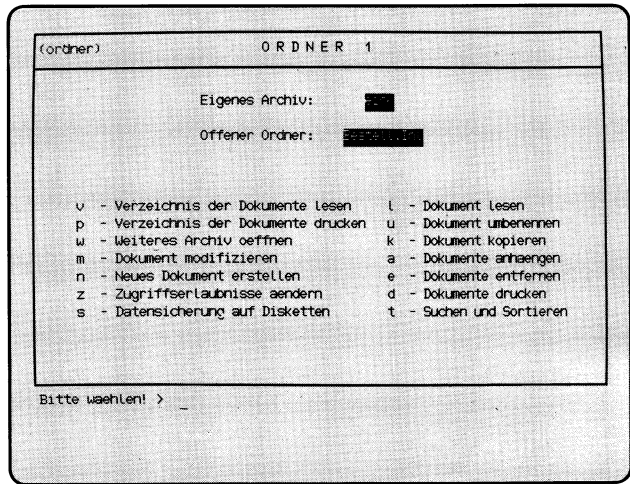 (ordner) ORDNER 1
Eigenes Archiv:
Offener Ordner:
v - Verzeichnis der Dokumente lesen l - Dokument lesen
p - Verzeichnis der Dokumente drucken u - Dokument umbenennen
w - Weiteres Archiv oeffnen k - Dokument kopieren
m - Dokument modifizieren a - Dokumente anhaengen
n - Neues Dokument erstellen e - Dokumente entfernen
z - Zugriffserlaubnisse aendern d - Dokumente drucken
s - Datensicherung auf Disketten t - Suchen und Sortieren
Bitte waehlen! > _